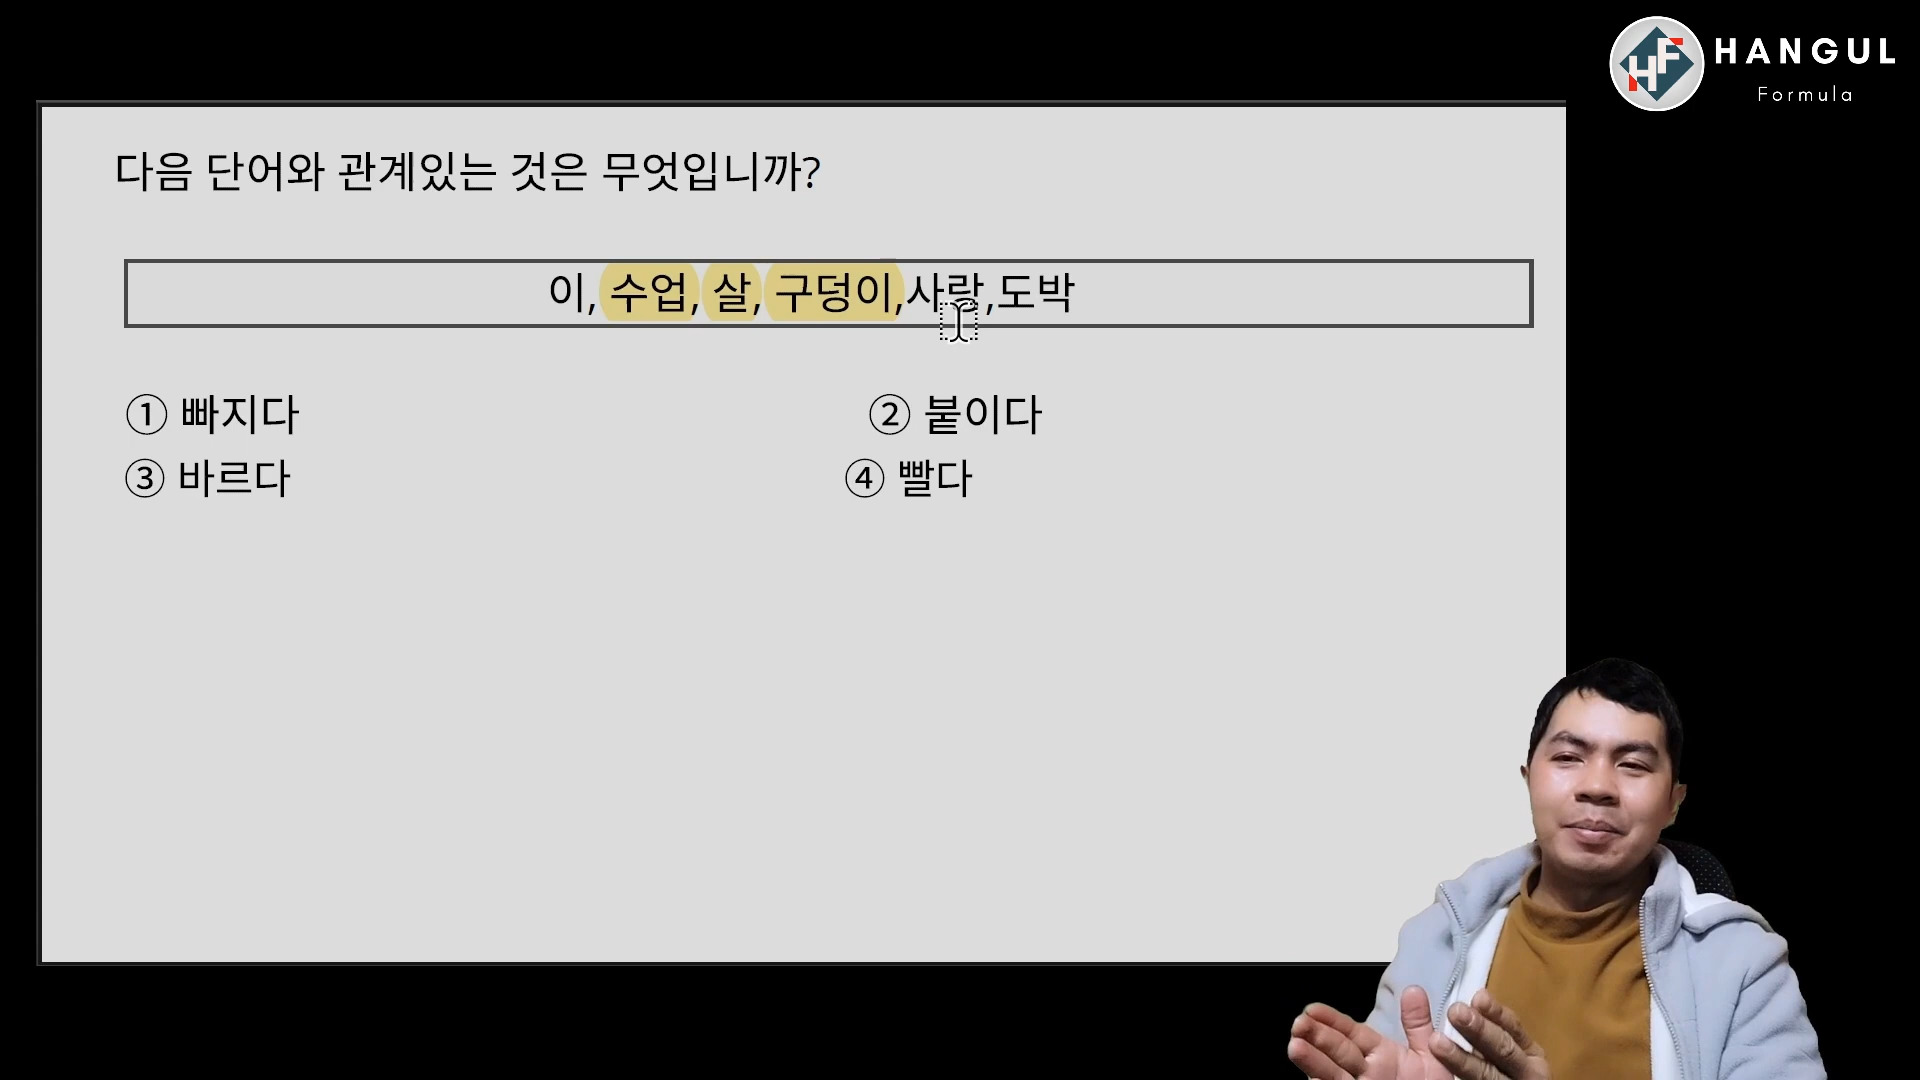 HF HANGUL
Formula
다음 단어와 관계있는 것은 무엇입니까?
이, 수업, 살, 구덩이,사랑,도박
① 빠지다 ② 붙이다
③ 바르다 ④ 빨다